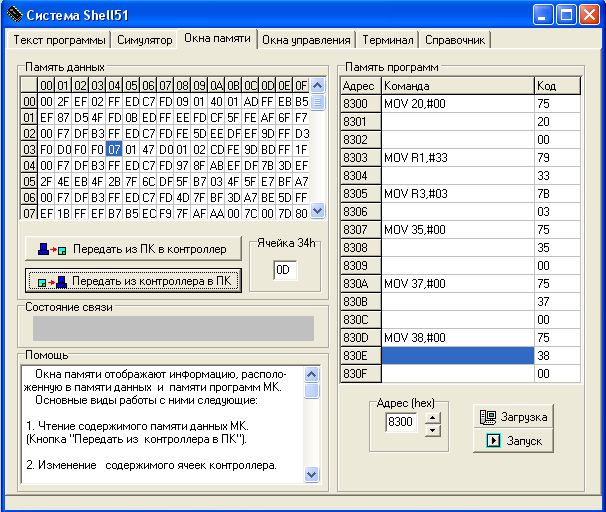 Система Shell51
Текст программы Симулятор Окна памяти Окна управления Терминал Справочник
Память данных
00 01 02 03 04 05 06 07 08 09 0A 0B 0C 0D 0E 0F
00 00 2F EF 02 FF ED C7 FD 09 01 40 01 AD FF EB B5
01 EF 87 D5 4F FD 0B ED FF EE FD CF 5F FE AF 6F F7
02 00 F7 DF B3 FF ED C7 FD FE 5D EE DF EF 9D FF D3
03 F0 D0 F0 F0 07 01 47 D0 01 02 CD FE 9D BD FF 1F
04 00 F7 DF B3 FF ED C7 FD 97 8F AB EF DF 7B 3D EF
05 2F 4E EB 4F 2B 7F 6C DF 5F B7 03 4F 5F E7 BF A7
06 00 F7 DF B3 FF ED C7 FD 4D 7F BF 3D A7 BE 5D FF
07 EF 1B FF EF B7 B5 EC F9 7F AF AA 00 7C 00 7D 80
Передать из ПК в контроллер
Передать из контроллера в ПК
Ячейка 34h
0D
Состояние связи
Помощь
Окна памяти отображают информацию, располо-
женную в памяти данных и памяти программ МК.
Основные виды работы с ними следующие:
1. Чтение содержимого памяти данных МК.
(Кнопка "Передать из контроллера в ПК").
2. Изменение содержимого ячеек контроллера.
Память программ
Адрес Команда Код
8300 MOV 20,#00 75
8301 20
8302 00
8303 MOV R1,#33 79
8304 33
8305 MOV R3,#03 7B
8306 03
8307 MOV 35,#00 75
8308 35
8309 00
830A MOV 37,#00 75
830B 37
830C 00
830D MOV 38,#00 75
830E 38
830F 00
Адрес (hex)
8300
Загрузка
Запуск